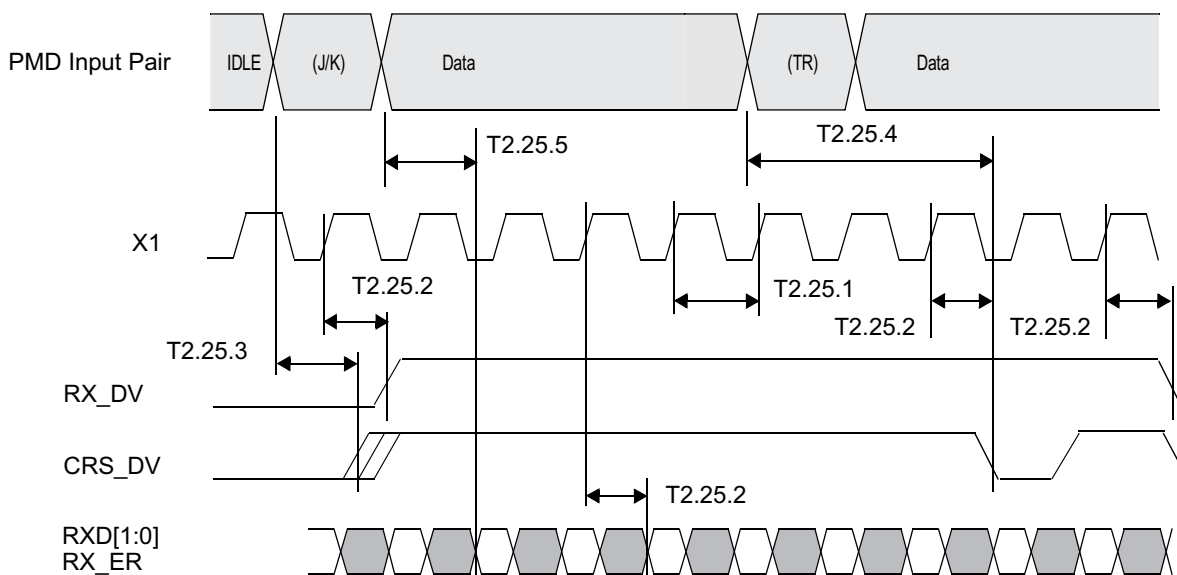 PMD Input Pair
IDLE (J/K) Data (TR) Data
T2.25.5
T2.25.4
X1
T2.25.2
T2.25.1
T2.25.2
T2.25.2
T2.25.3
RX_DV
CRS_DV
T2.25.2
RXD[1:0]
RX_ER